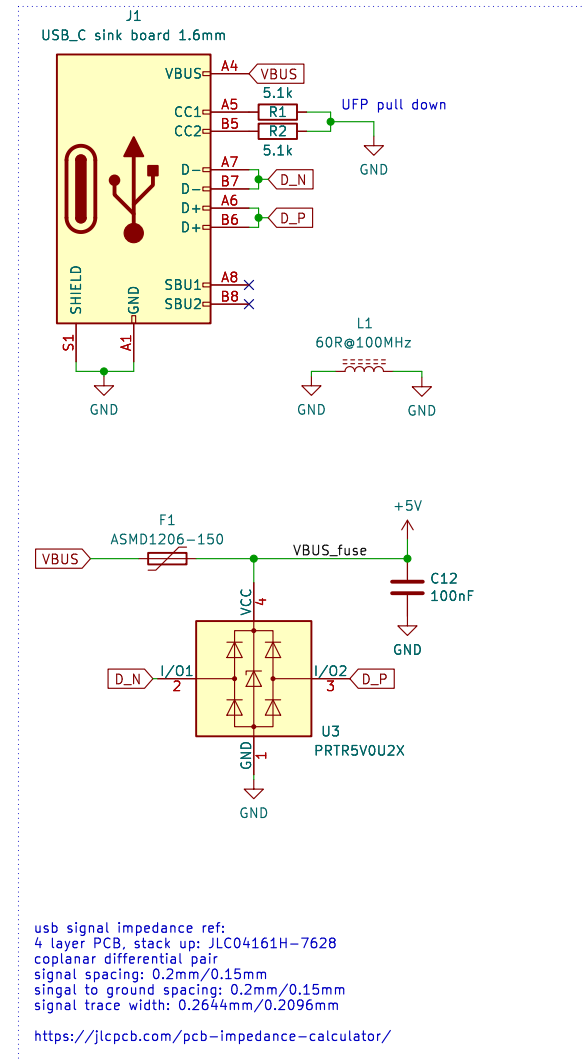 J1
USB_C sink board 1.6mm
VBUS A4 VBUS
5.1k
CC1 A5 R1 UFP pull down
CC2 B5 R2
5.1k
GND
D- A7
D- B7 D_N
D+ A6
D+ B6 D_P
SBU1 A8
SBU2 B8
SHIELD GND
S1 A1
GND
L1
60R@100MHz
GND GND
+5V
F1
ASMD1206-150
VBUS VBUS_fuse
C12
100nF
GND
VCC 4
D_N I/O1 2
I/O2 3 D_P
U3
PRTR5V0U2X
GND 1
GND
usb signal impedance ref:
4 layer PCB, stack up: JLC04161H-7628
coplanar differential pair
signal spacing: 0.2mm/0.15mm
singal to ground spacing: 0.2mm/0.15mm
signal trace width: 0.2644mm/0.2096mm
https://jlcpcb.com/pcb-impedance-calculator/